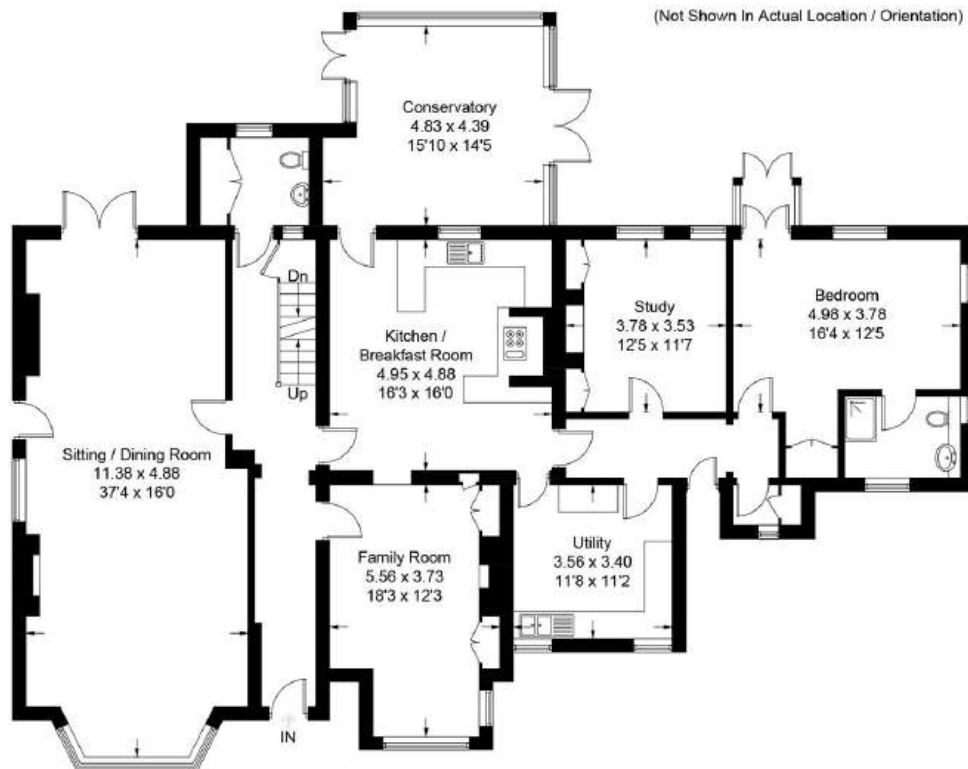 (Not Shown In Actual Location / Orientation)
Conservatory
4.83 x 4.39
15'10 x 14'5
Dn
Up
Kitchen /
Breakfast Room
4.95 x 4.88
16'3 x 16'0
Study
3.78 x 3.53
12'5 x 11'7
Bedroom
4.98 x 3.78
16'4 x 12'5
Sitting / Dining Room
11.38 x 4.88
37'4 x 16'0
Family Room
5.56 x 3.73
18'3 x 12'3
Utility
3.56 x 3.40
11'8 x 11'2
IN